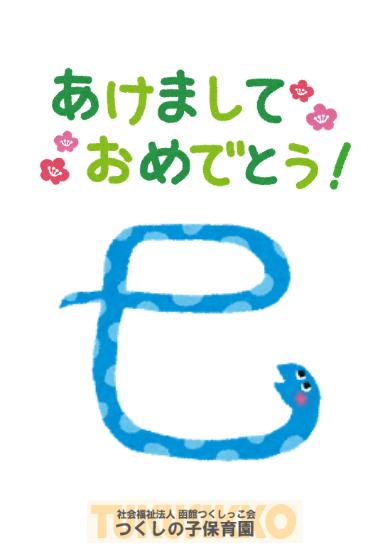 あけまして
おめでとう!
巳
社会福祉法人 函館つくしっこ会
つくしの子保育園